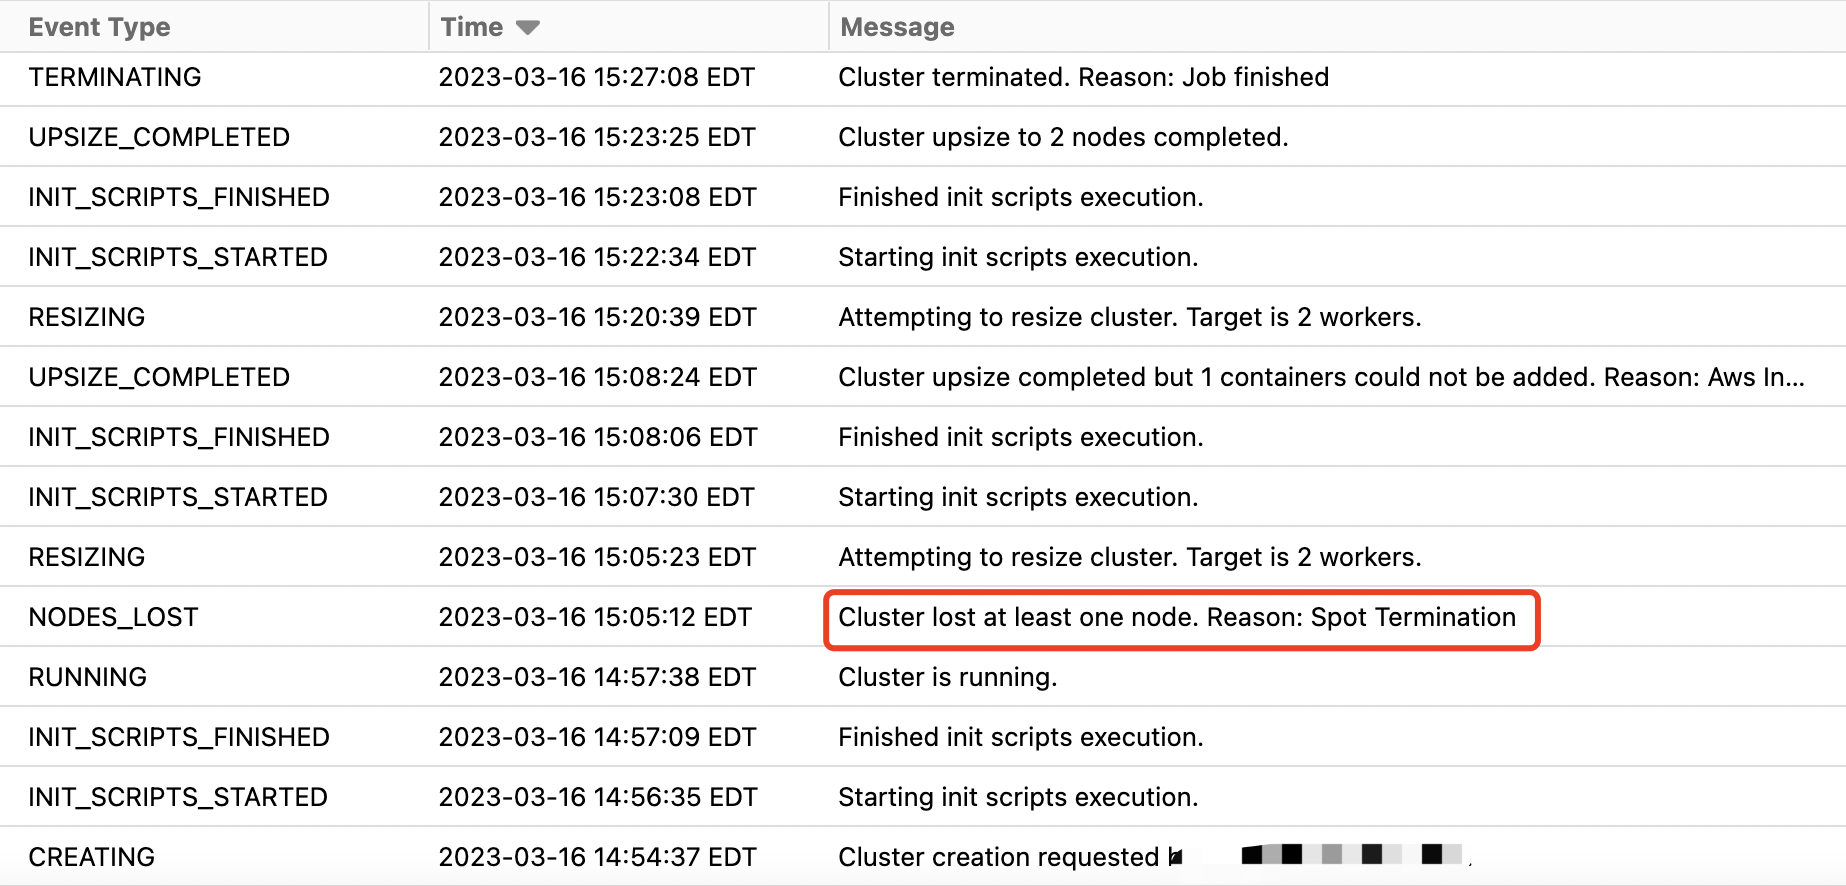 Event Type Time Message
TERMINATING 2023-03-16 15:27:08 EDT Cluster terminated. Reason: Job finished
UPSIZE_COMPLETED 2023-03-16 15:23:25 EDT Cluster upsize to 2 nodes completed.
INIT_SCRIPTS_FINISHED 2023-03-16 15:23:08 EDT Finished init scripts execution.
INIT_SCRIPTS_STARTED 2023-03-16 15:22:34 EDT Starting init scripts execution.
RESIZING 2023-03-16 15:20:39 EDT Attempting to resize cluster. Target is 2 workers.
UPSIZE_COMPLETED 2023-03-16 15:08:24 EDT Cluster upsize completed but 1 containers could not be added. Reason: Aws In...
INIT_SCRIPTS_FINISHED 2023-03-16 15:08:06 EDT Finished init scripts execution.
INIT_SCRIPTS_STARTED 2023-03-16 15:07:30 EDT Starting init scripts execution.
RESIZING 2023-03-16 15:05:23 EDT Attempting to resize cluster. Target is 2 workers.
NODES_LOST 2023-03-16 15:05:12 EDT Cluster lost at least one node. Reason: Spot Termination
RUNNING 2023-03-16 14:57:38 EDT Cluster is running.
INIT_SCRIPTS_FINISHED 2023-03-16 14:57:09 EDT Finished init scripts execution.
INIT_SCRIPTS_STARTED 2023-03-16 14:56:35 EDT Starting init scripts execution.
CREATING 2023-03-16 14:54:37 EDT Cluster creation requested